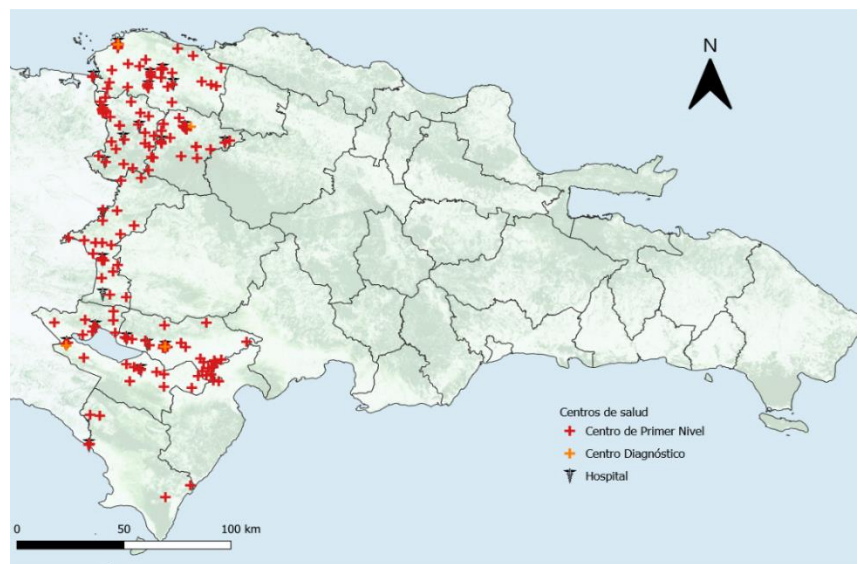 N
Centros de salud
Centro de Primer Nivel
Centro Diagnóstico
Hospital
0 50 100 km